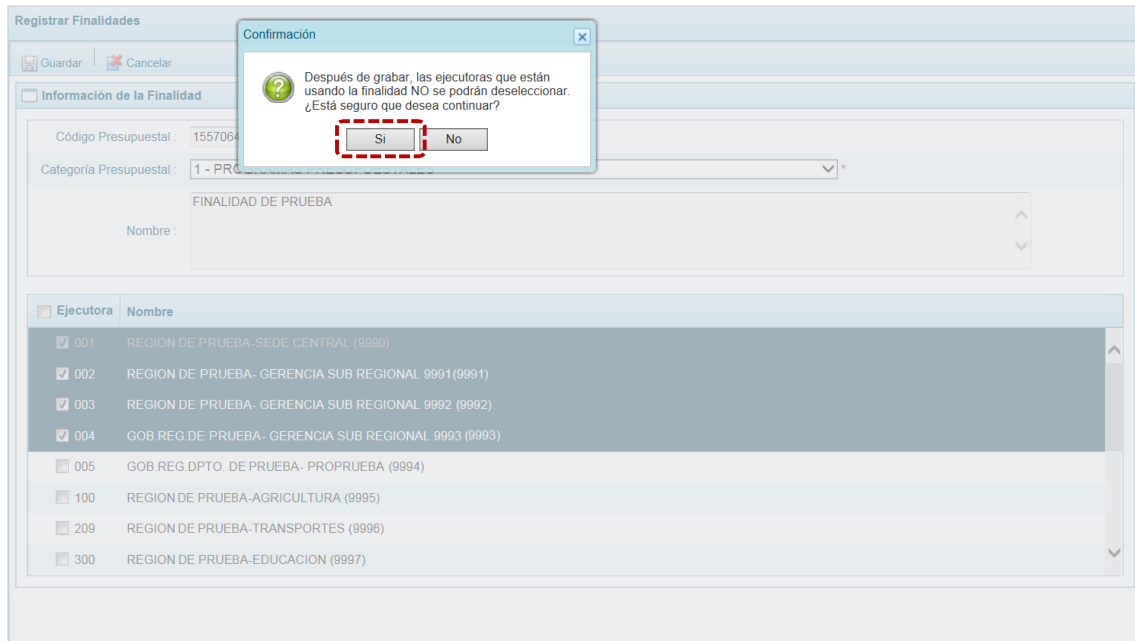 Registrar Finalidades
Confirmación
Guardar Cancelar
Después de grabar, las ejecutoras que están
usando la finalidad NO se podrán deseleccionar.
¿Está seguro que desea continuar?
Si No
Información de la Finalidad
Código Presupuestal : 1557064
Categoría Presupuestal : 1 - PROGRAMAS PRESUPUESTALES *
FINALIDAD DE PRUEBA
Nombre :
Ejecutora Nombre
001 REGION DE PRUEBA-SEDE CENTRAL (9990)
002 REGION DE PRUEBA- GERENCIA SUB REGIONAL 9991(9991)
003 REGION DE PRUEBA- GERENCIA SUB REGIONAL 9992 (9992)
004 GOB REG DE PRUEBA- GERENCIA SUB REGIONAL 9993 (9993)
005 GOB.REG.DPTO. DE PRUEBA- PROPRUEBA (9994)
100 REGION DE PRUEBA-AGRICULTURA (9995)
209 REGION DE PRUEBA-TRANSPORTES (9996)
300 REGION DE PRUEBA-EDUCACION (9997)